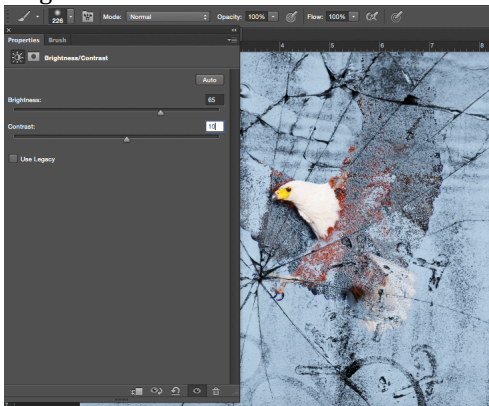 226 Mode: Normal Opacity: 100% Flow: 100%
4 5 6 7 8
Properties Brush
Brightness/Contrast
Auto
Brightness: 65
Contrast: 10
Use Legacy